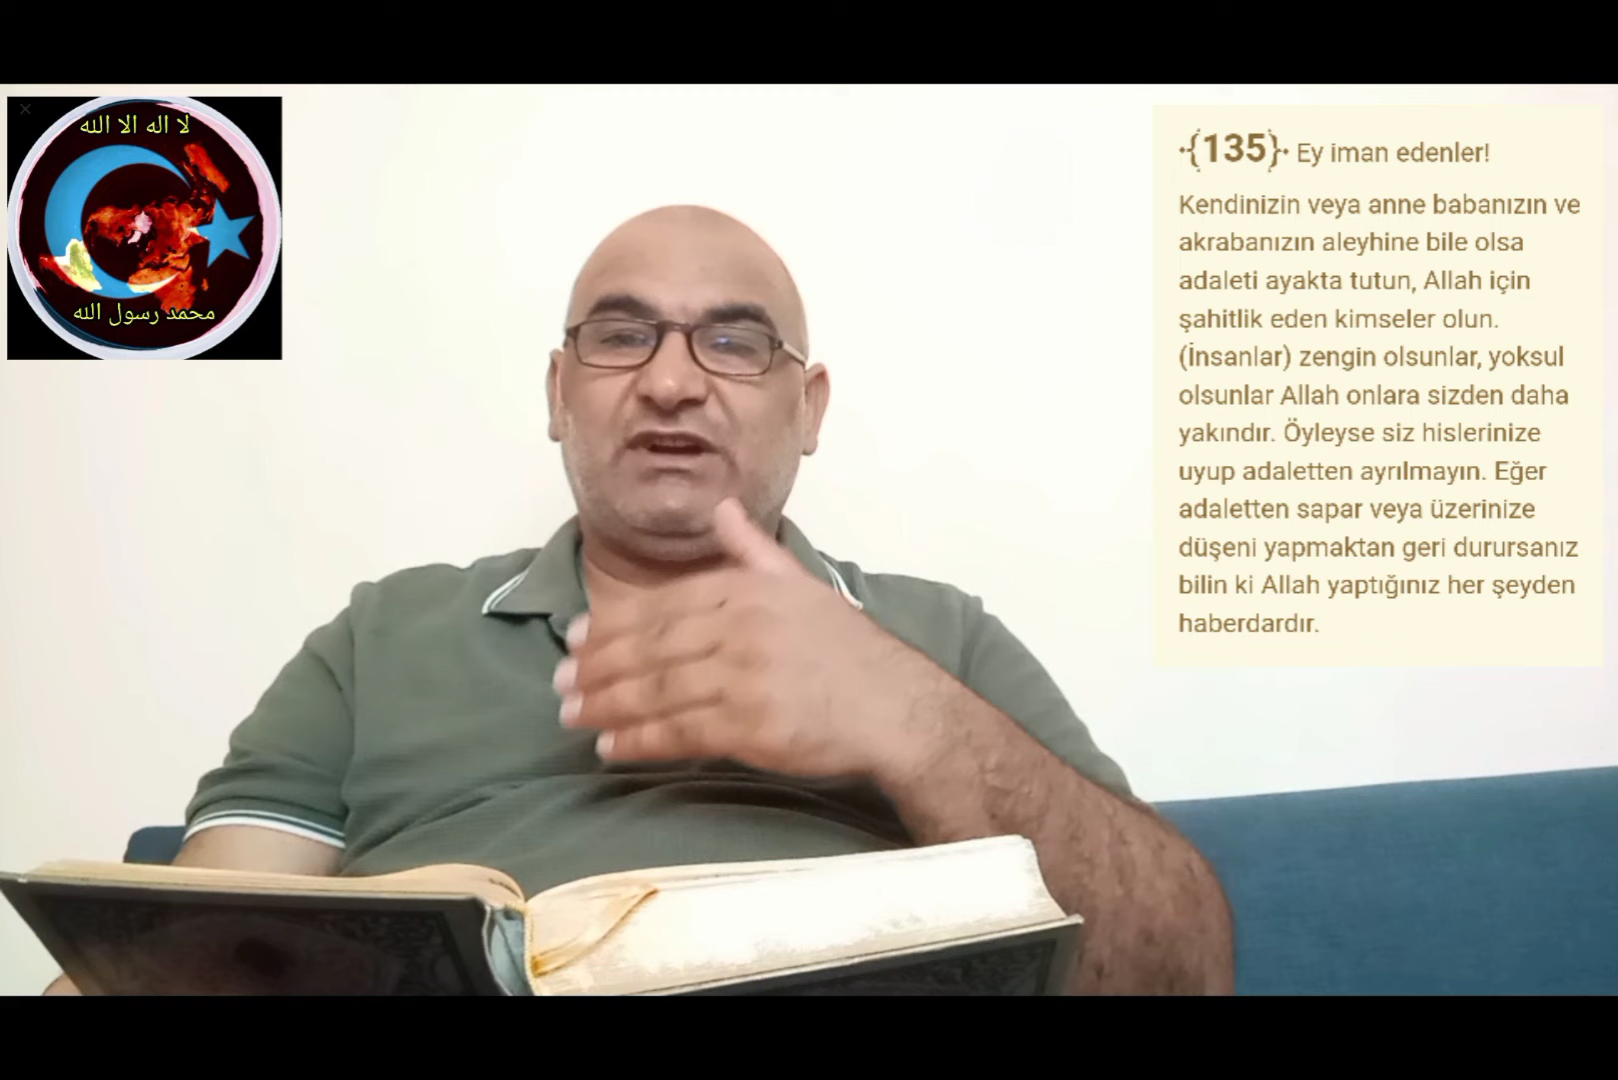 لا اله الا الله
محمد رسول الله
{135} Ey iman edenler!
Kendinizin veya anne babanızın ve
akrabanızın aleyhine bile olsa
adaleti ayakta tutun, Allah için
şahitlik eden kimseler olun.
(İnsanlar) zengin olsunlar, yoksul
olsunlar Allah onlara sizden daha
yakındır. Öyleyse siz hislerinize
uyup adaletten ayrılmayın. Eğer
adaletten sapar veya üzerinize
düşeni yapmaktan geri durursanız
bilin ki Allah yaptığınız her şeyden
haberdardır.